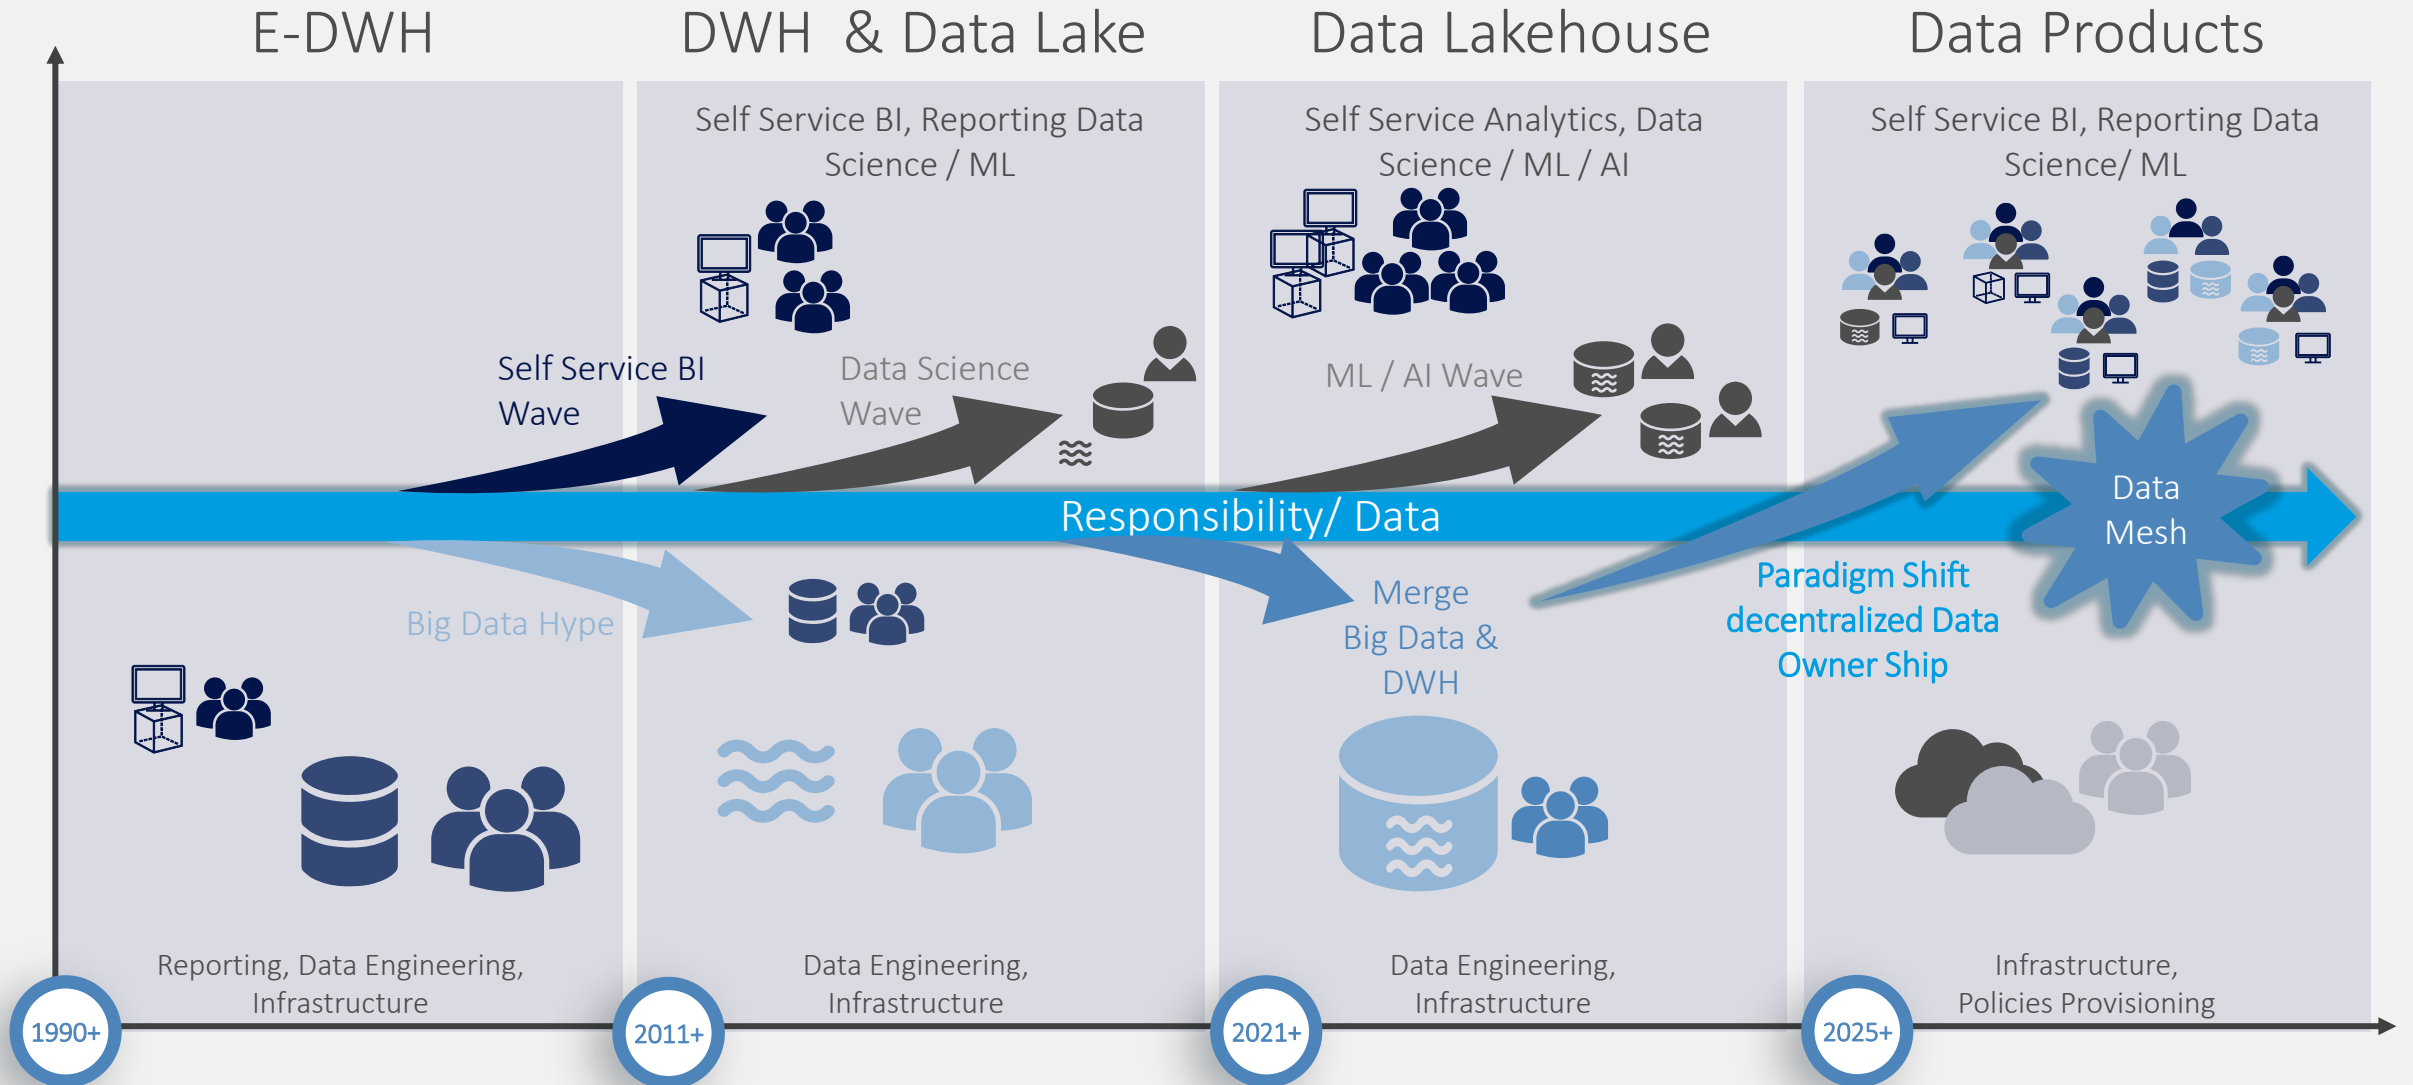 E-DWH
DWH & Data Lake
Data Lakehouse
Data Products
Self Service BI, Reporting Data
Science / ML
Self Service Analytics, Data
Science / ML / AI
Self Service BI, Reporting Data
Science/ ML
Self Service BI
Wave
Data Science
Wave
ML / AI Wave
Responsibility/ Data
Data
Mesh
Big Data Hype
Merge
Big Data &
DWH
Paradigm Shift
decentralized Data
Owner Ship
Reporting, Data Engineering,
Infrastructure
Data Engineering,
Infrastructure
Data Engineering,
Infrastructure
Infrastructure,
Policies Provisioning
1990+
2011+
2021+
2025+